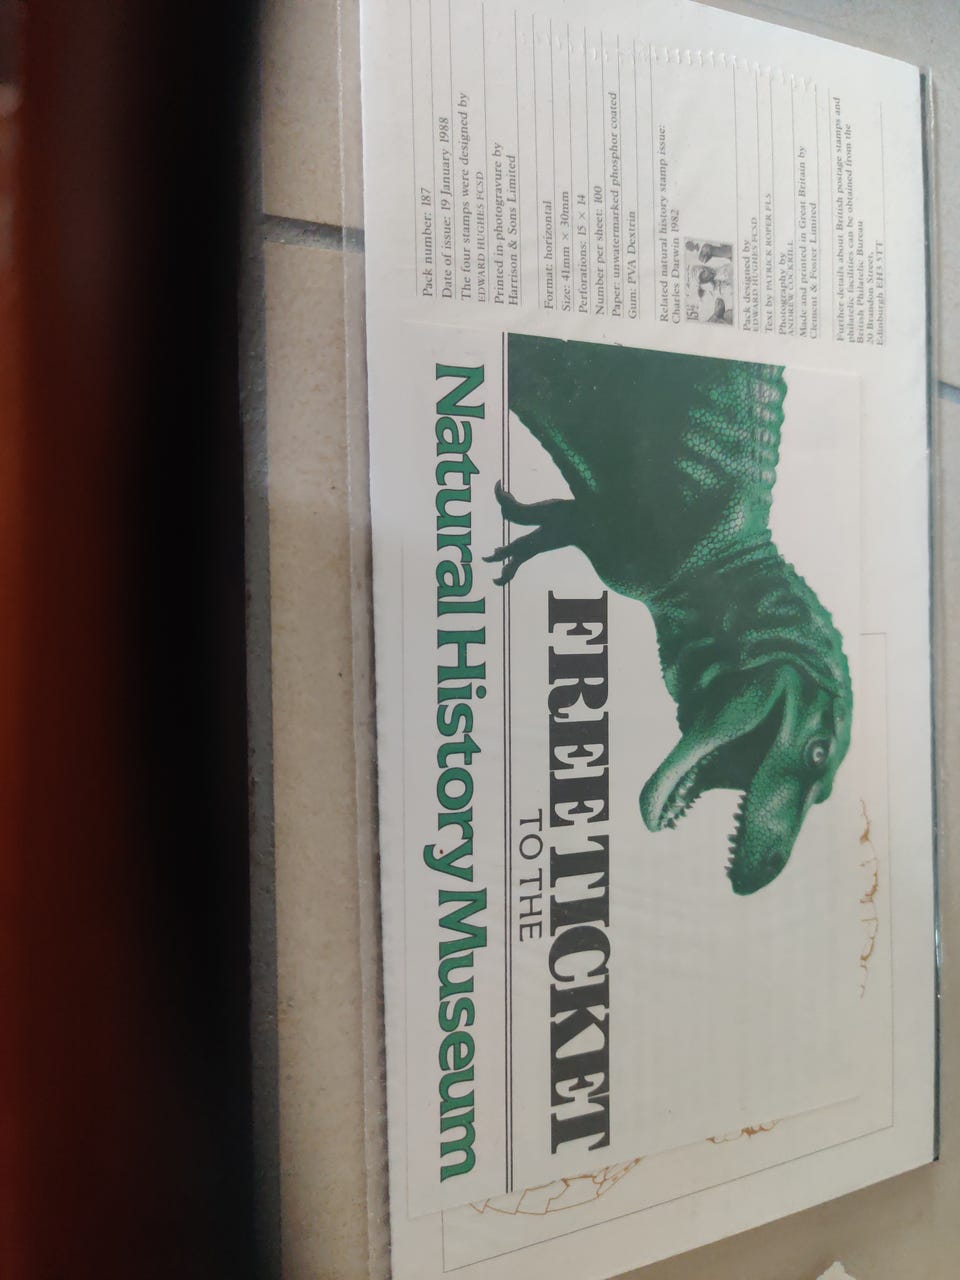 Pack number: 187
Date of issue: 19 January 1988
The four stamps were designed by
EDWARD HUGHES FCSD
Printed in photogravure by
Harrison & Sons Limited
Format: horizontal
Size: 41mm × 30mm
Perforations: 15 × 14
Number per sheet: 100
Paper: unwatermarked phosphor coated
Gum: PVA Dextrin
Related natural history stamp issue:
Charles Darwin 1982
15½
Pack designed by
EDWARD HUGHES FCSD
Text by PATRICK ROPER FLS
Photography by
ANDREW COCKRILL
Made and printed in Great Britain by
Clement & Foster Limited
Further details about British postage stamps and
philatelic facilities can be obtained from the
British Philatelic Bureau
20 Brandon Street,
Edinburgh EH3 5TT
FREE TICKET
TO THE
Natural History Museum